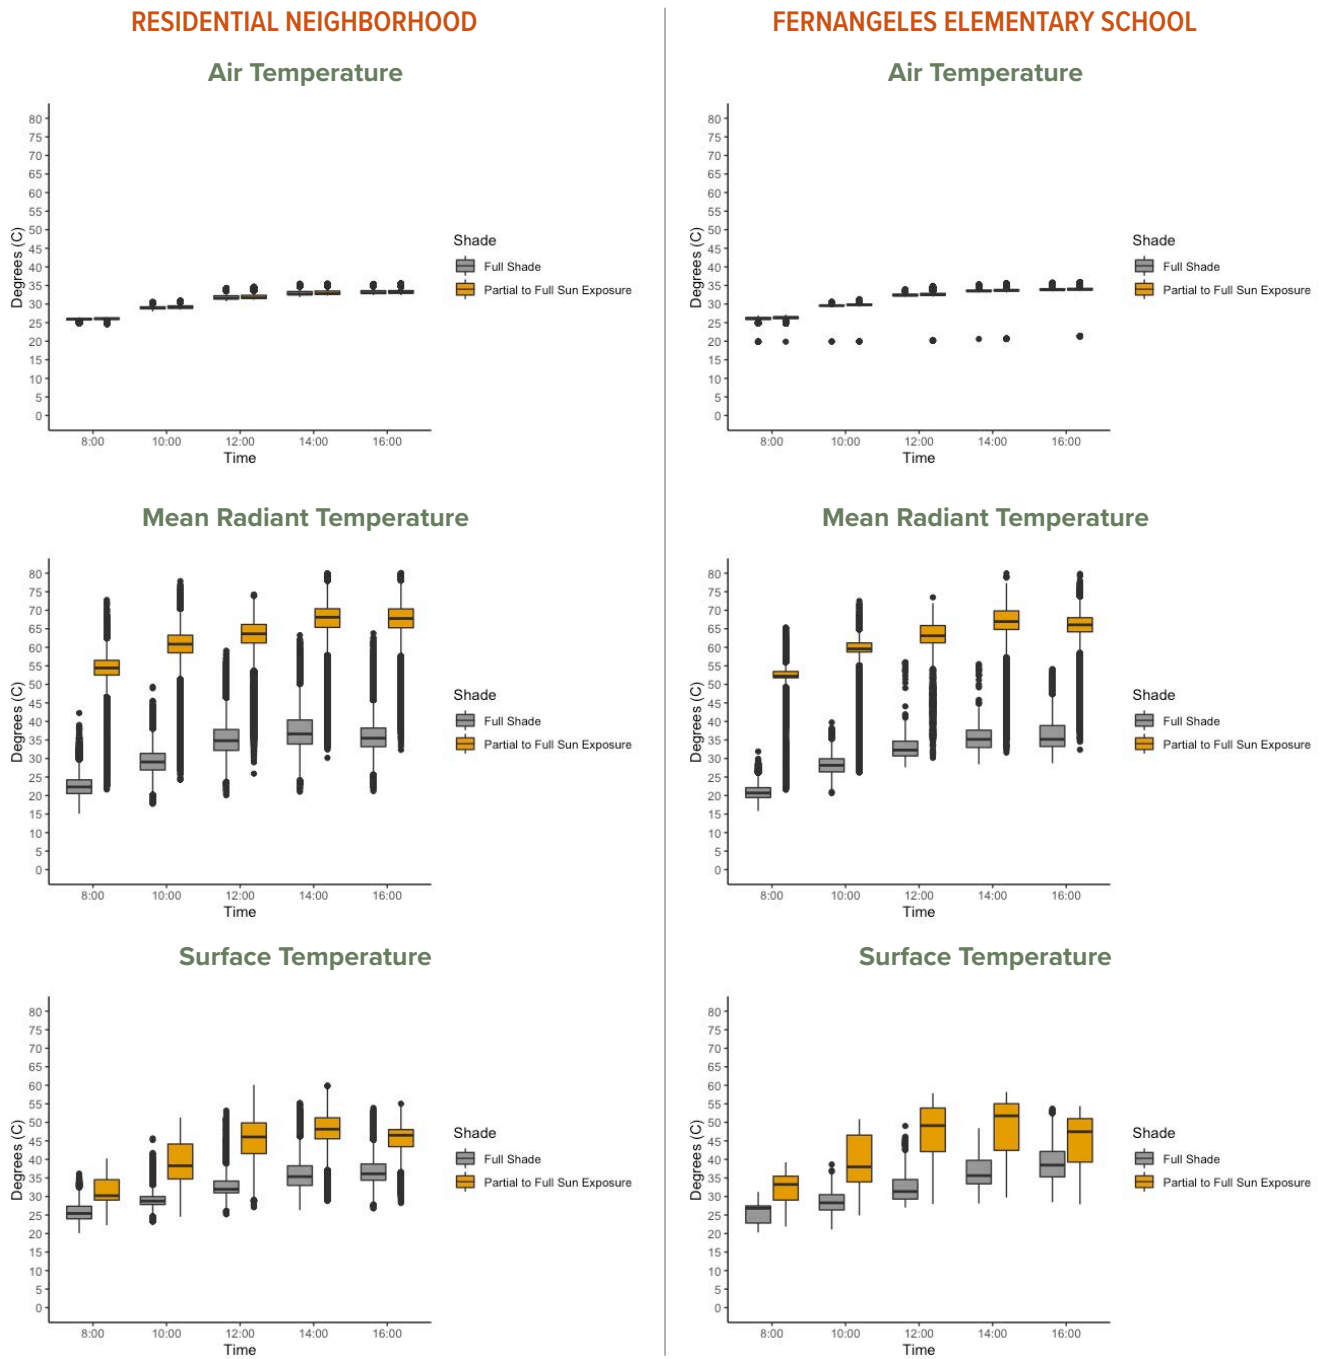 RESIDENTIAL NEIGHBORHOOD
Air Temperature
Degrees (C)
80
75
70
65
60
55
50
45
40
35
30
25
20
15
10
5
0
8:00 10:00 12:00 14:00 16:00
Time
Shade
Full Shade
Partial to Full Sun Exposure
Mean Radiant Temperature
Degrees (C)
80
75
70
65
60
55
50
45
40
35
30
25
20
15
10
5
0
8:00 10:00 12:00 14:00 16:00
Time
Shade
Full Shade
Partial to Full Sun Exposure
Surface Temperature
Degrees (C)
80
75
70
65
60
55
50
45
40
35
30
25
20
15
10
5
0
8:00 10:00 12:00 14:00 16:00
Time
Shade
Full Shade
Partial to Full Sun Exposure
FERNANGELES ELEMENTARY SCHOOL
Air Temperature
Degrees (C)
80
75
70
65
60
55
50
45
40
35
30
25
20
15
10
5
0
8:00 10:00 12:00 14:00 16:00
Time
Shade
Full Shade
Partial to Full Sun Exposure
Mean Radiant Temperature
Degrees (C)
80
75
70
65
60
55
50
45
40
35
30
25
20
15
10
5
0
8:00 10:00 12:00 14:00 16:00
Time
Shade
Full Shade
Partial to Full Sun Exposure
Surface Temperature
Degrees (C)
80
75
70
65
60
55
50
45
40
35
30
25
20
15
10
5
0
8:00 10:00 12:00 14:00 16:00
Time
Shade
Full Shade
Partial to Full Sun Exposure